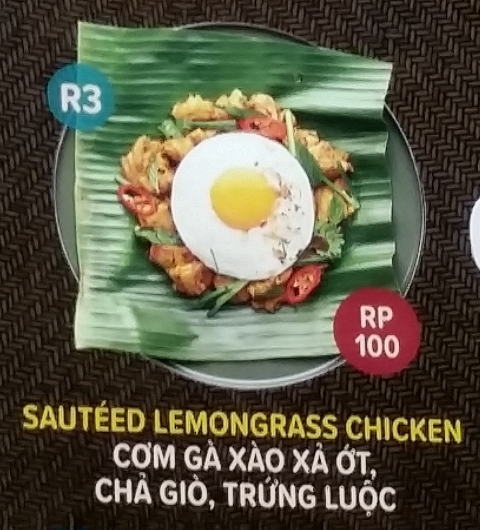 R3
RP
100
SAUTÉED LEMONGRASS CHICKEN
CƠM GÀ XÀO XẢ ỚT,
CHẢ GIÒ, TRỨNG LUỘC